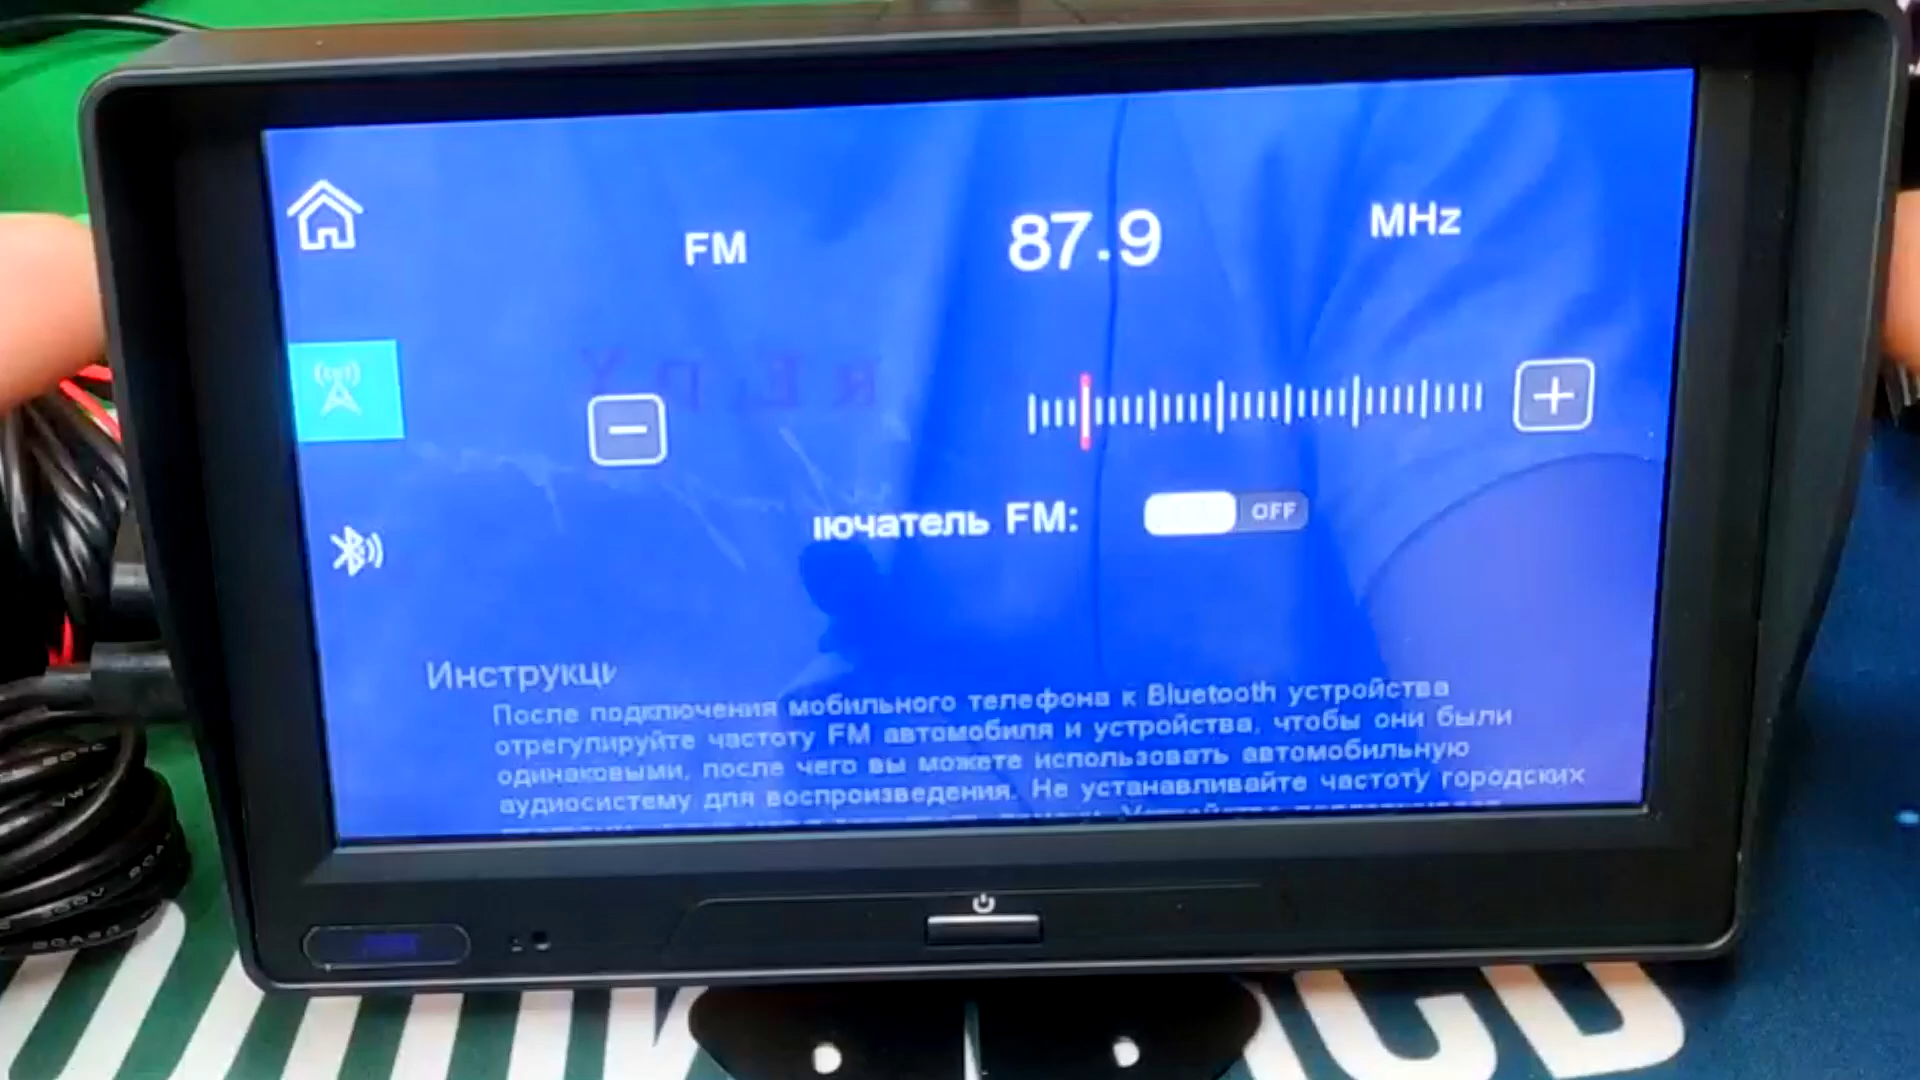 FM 87.9 MHz
лючатель FM: OFF
Инструкци
После подключения мобильного телефона к Bluetooth устройства
отрегулируйте частоту FM автомобиля и устройства, чтобы они были
одинаковыми, после чего вы можете использовать автомобильную
аудиосистему для воспроизведения. Не устанавливайте частоту городских